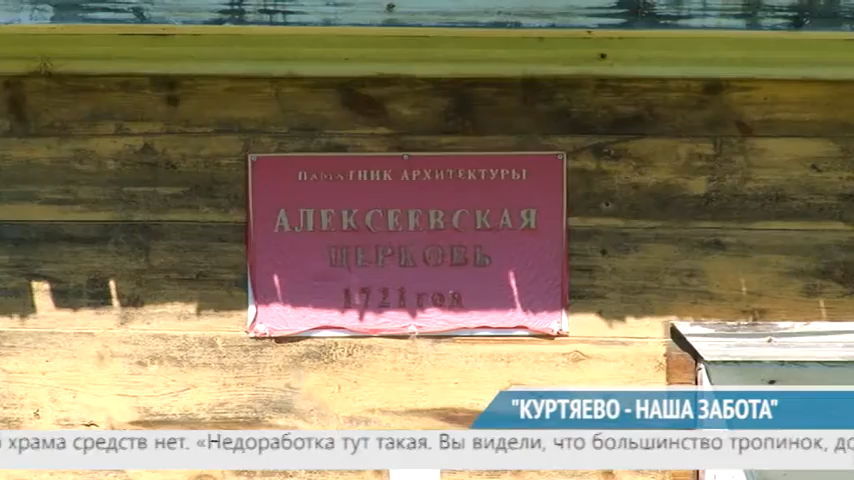 ПАМЯТНИК АРХИТЕКТУРЫ
АЛЕКСЕЕВСКАЯ
ЦЕРКОВЬ
1721 ГОД
"КУРТЯЕВО - НАША ЗАБОТА"
храма средств нет. «Недоработка тут такая. Вы видели, что большинство тропинок,